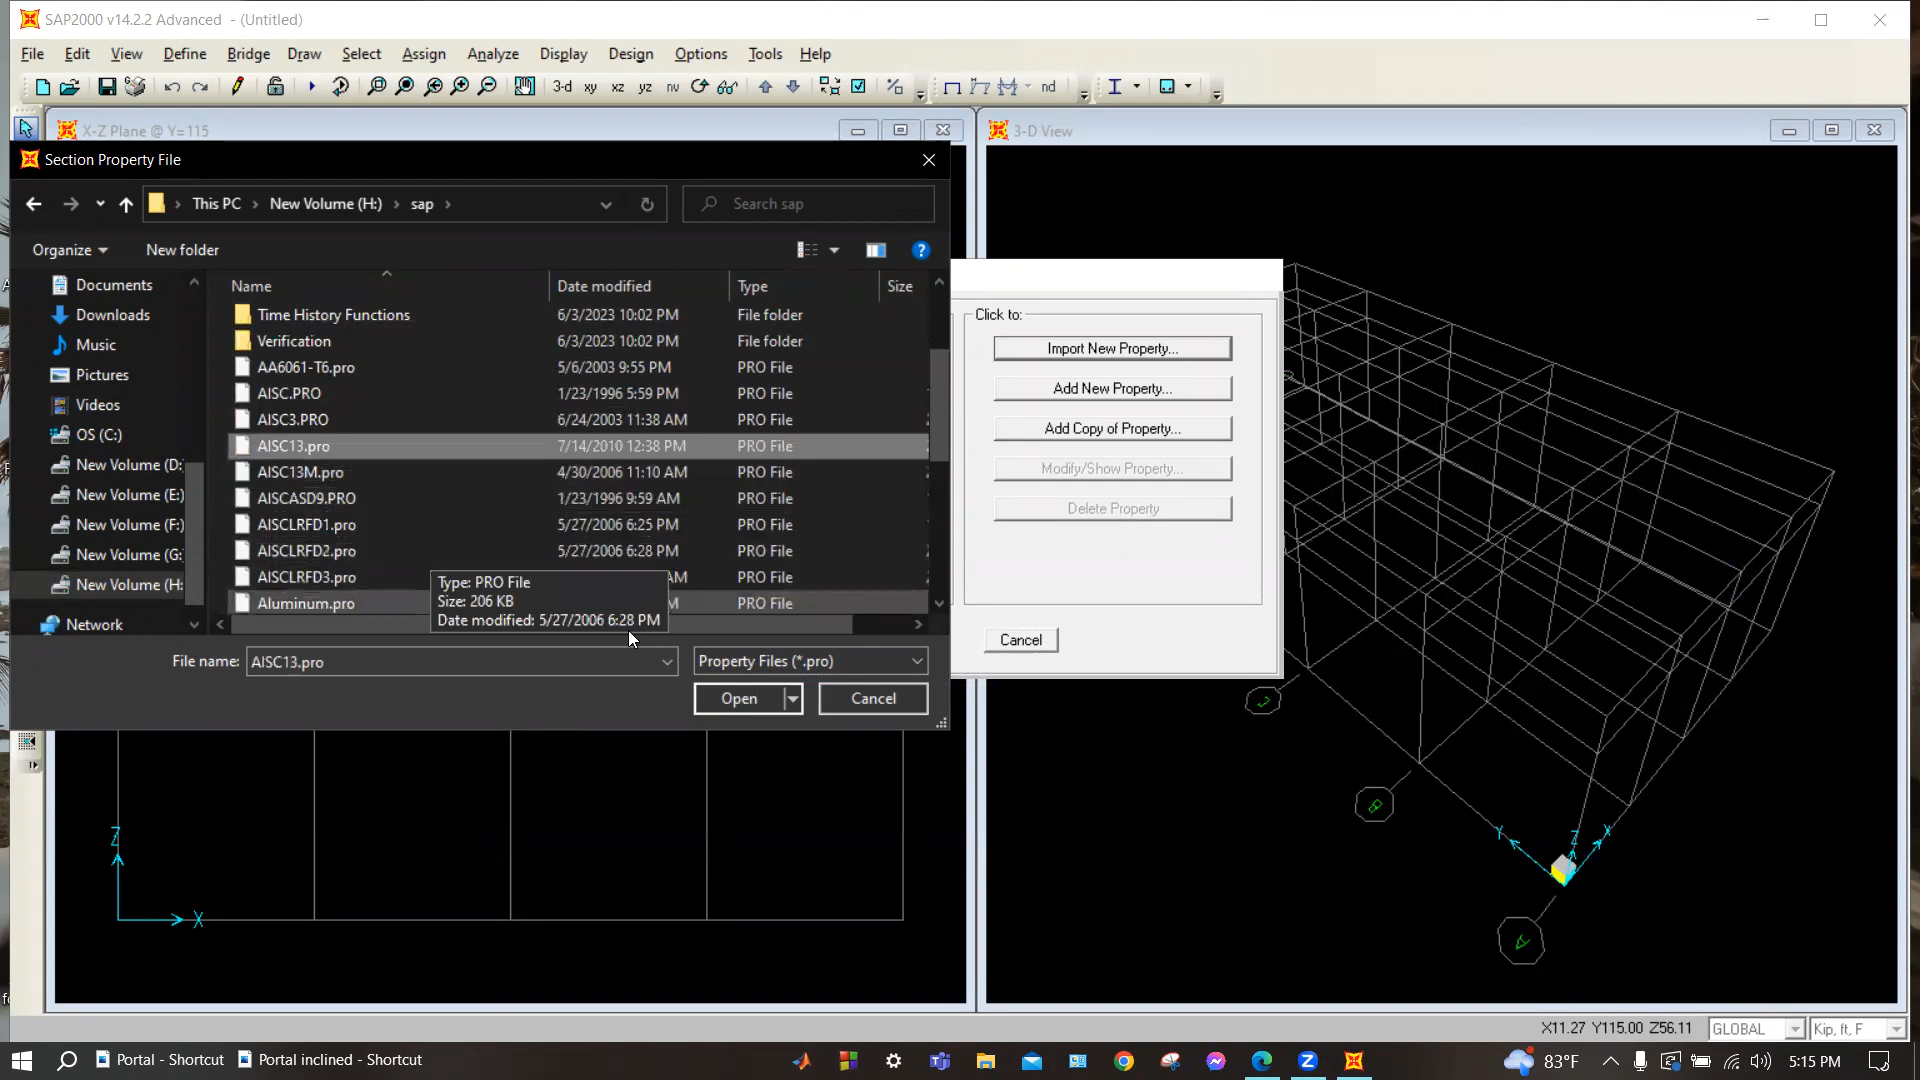 SAP2000 v14.2.2 Advanced - (Untitled)
File Edit View Define Bridge Draw Select Assign Analyze Display Design Options Tools Help
3-d xy xz yz nv nd
X-Z Plane @ Y=115
3-D View
Section Property File
This PC > New Volume (H:) > sap >
Search sap
Organize
New folder
Name Date modified Type Size
Documents
Downloads
Music
Pictures
Videos
OS (C:)
New Volume (D:
New Volume (E:)
New Volume (F:)
New Volume (G:
New Volume (H:
Network
Time History Functions 6/3/2023 10:02 PM File folder
Verification 6/3/2023 10:02 PM File folder
AA6061-T6.pro 5/6/2003 9:55 PM PRO File
AISC.PRO 1/23/1996 5:59 PM PRO File
AISC3.PRO 6/24/2003 11:38 AM PRO File
AISC13.pro 7/14/2010 12:38 PM PRO File
AISC13M.pro 4/30/2006 11:10 AM PRO File
AISCASD9.PRO 1/23/1996 9:59 AM PRO File
AISCLRFD1.pro 5/27/2006 6:25 PM PRO File
AISCLRFD2.pro 5/27/2006 6:28 PM PRO File
AISCLRFD3.pro AM PRO File
Aluminum.pro M PRO File
Type: PRO File
Size: 206 KB
Date modified: 5/27/2006 6:28 PM
File name: AISC13.pro
Property Files (*.pro)
Open
Cancel
Click to:
Import New Property...
Add New Property...
Add Copy of Property...
Modify/Show Property...
Delete Property
Cancel
Z
X
Y
Z
X
X11.27 Y115.00 Z56.11
GLOBAL
Kip, ft, F
Portal - Shortcut
Portal inclined - Shortcut
83°F
5:15 PM